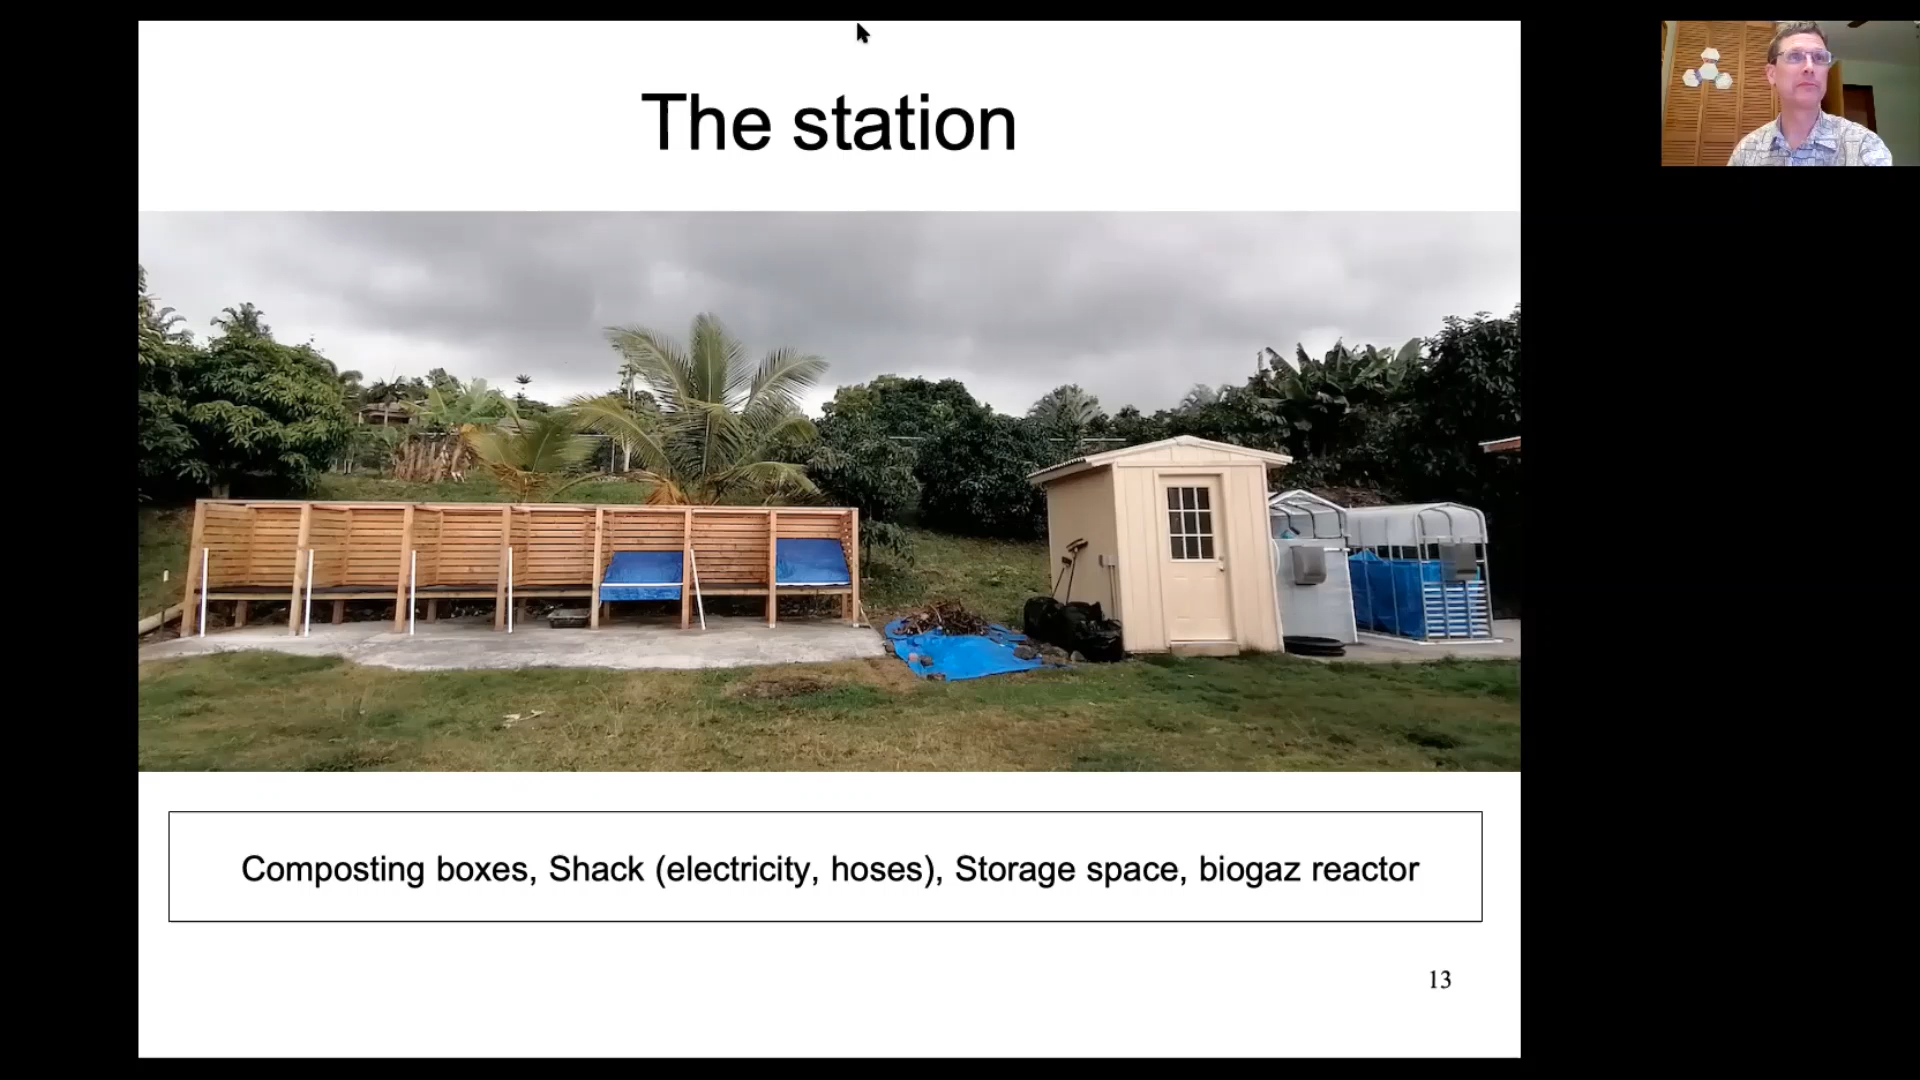 The station
Composting boxes, Shack (electricity, hoses), Storage space, biogaz reactor
13